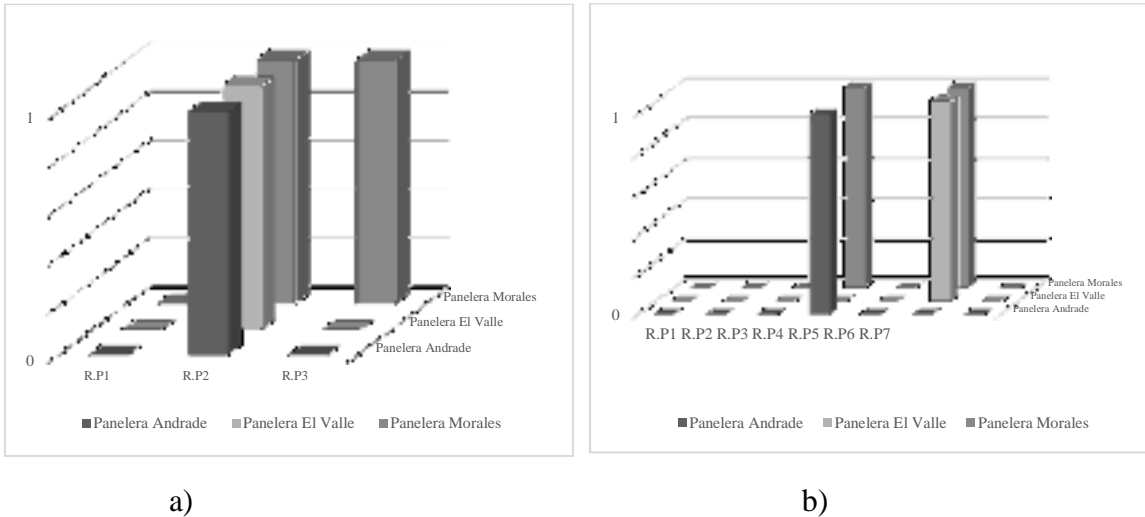 1
0
R.P1 R.P2 R.P3
Panelera Morales
Panelera El Valle
Panelera Andrade
Panelera Andrade Panelera El Valle Panelera Morales
a)
1
0
R.P1 R.P2 R.P3 R.P4 R.P5 R.P6 R.P7
Panelera Morales
Panelera El Valle
Panelera Andrade
Panelera Andrade Panelera El Valle Panelera Morales
b)